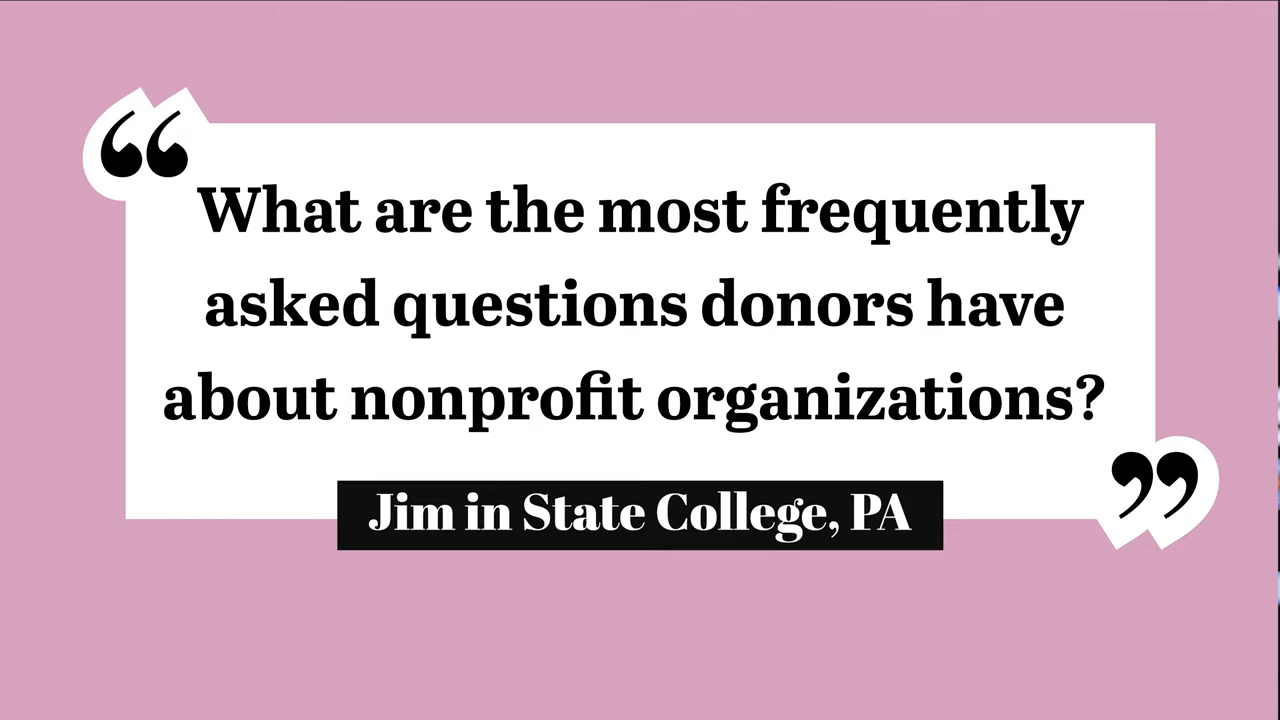 “
What are the most frequently
asked questions donors have
about nonprofit organizations?
”
Jim in State College, PA